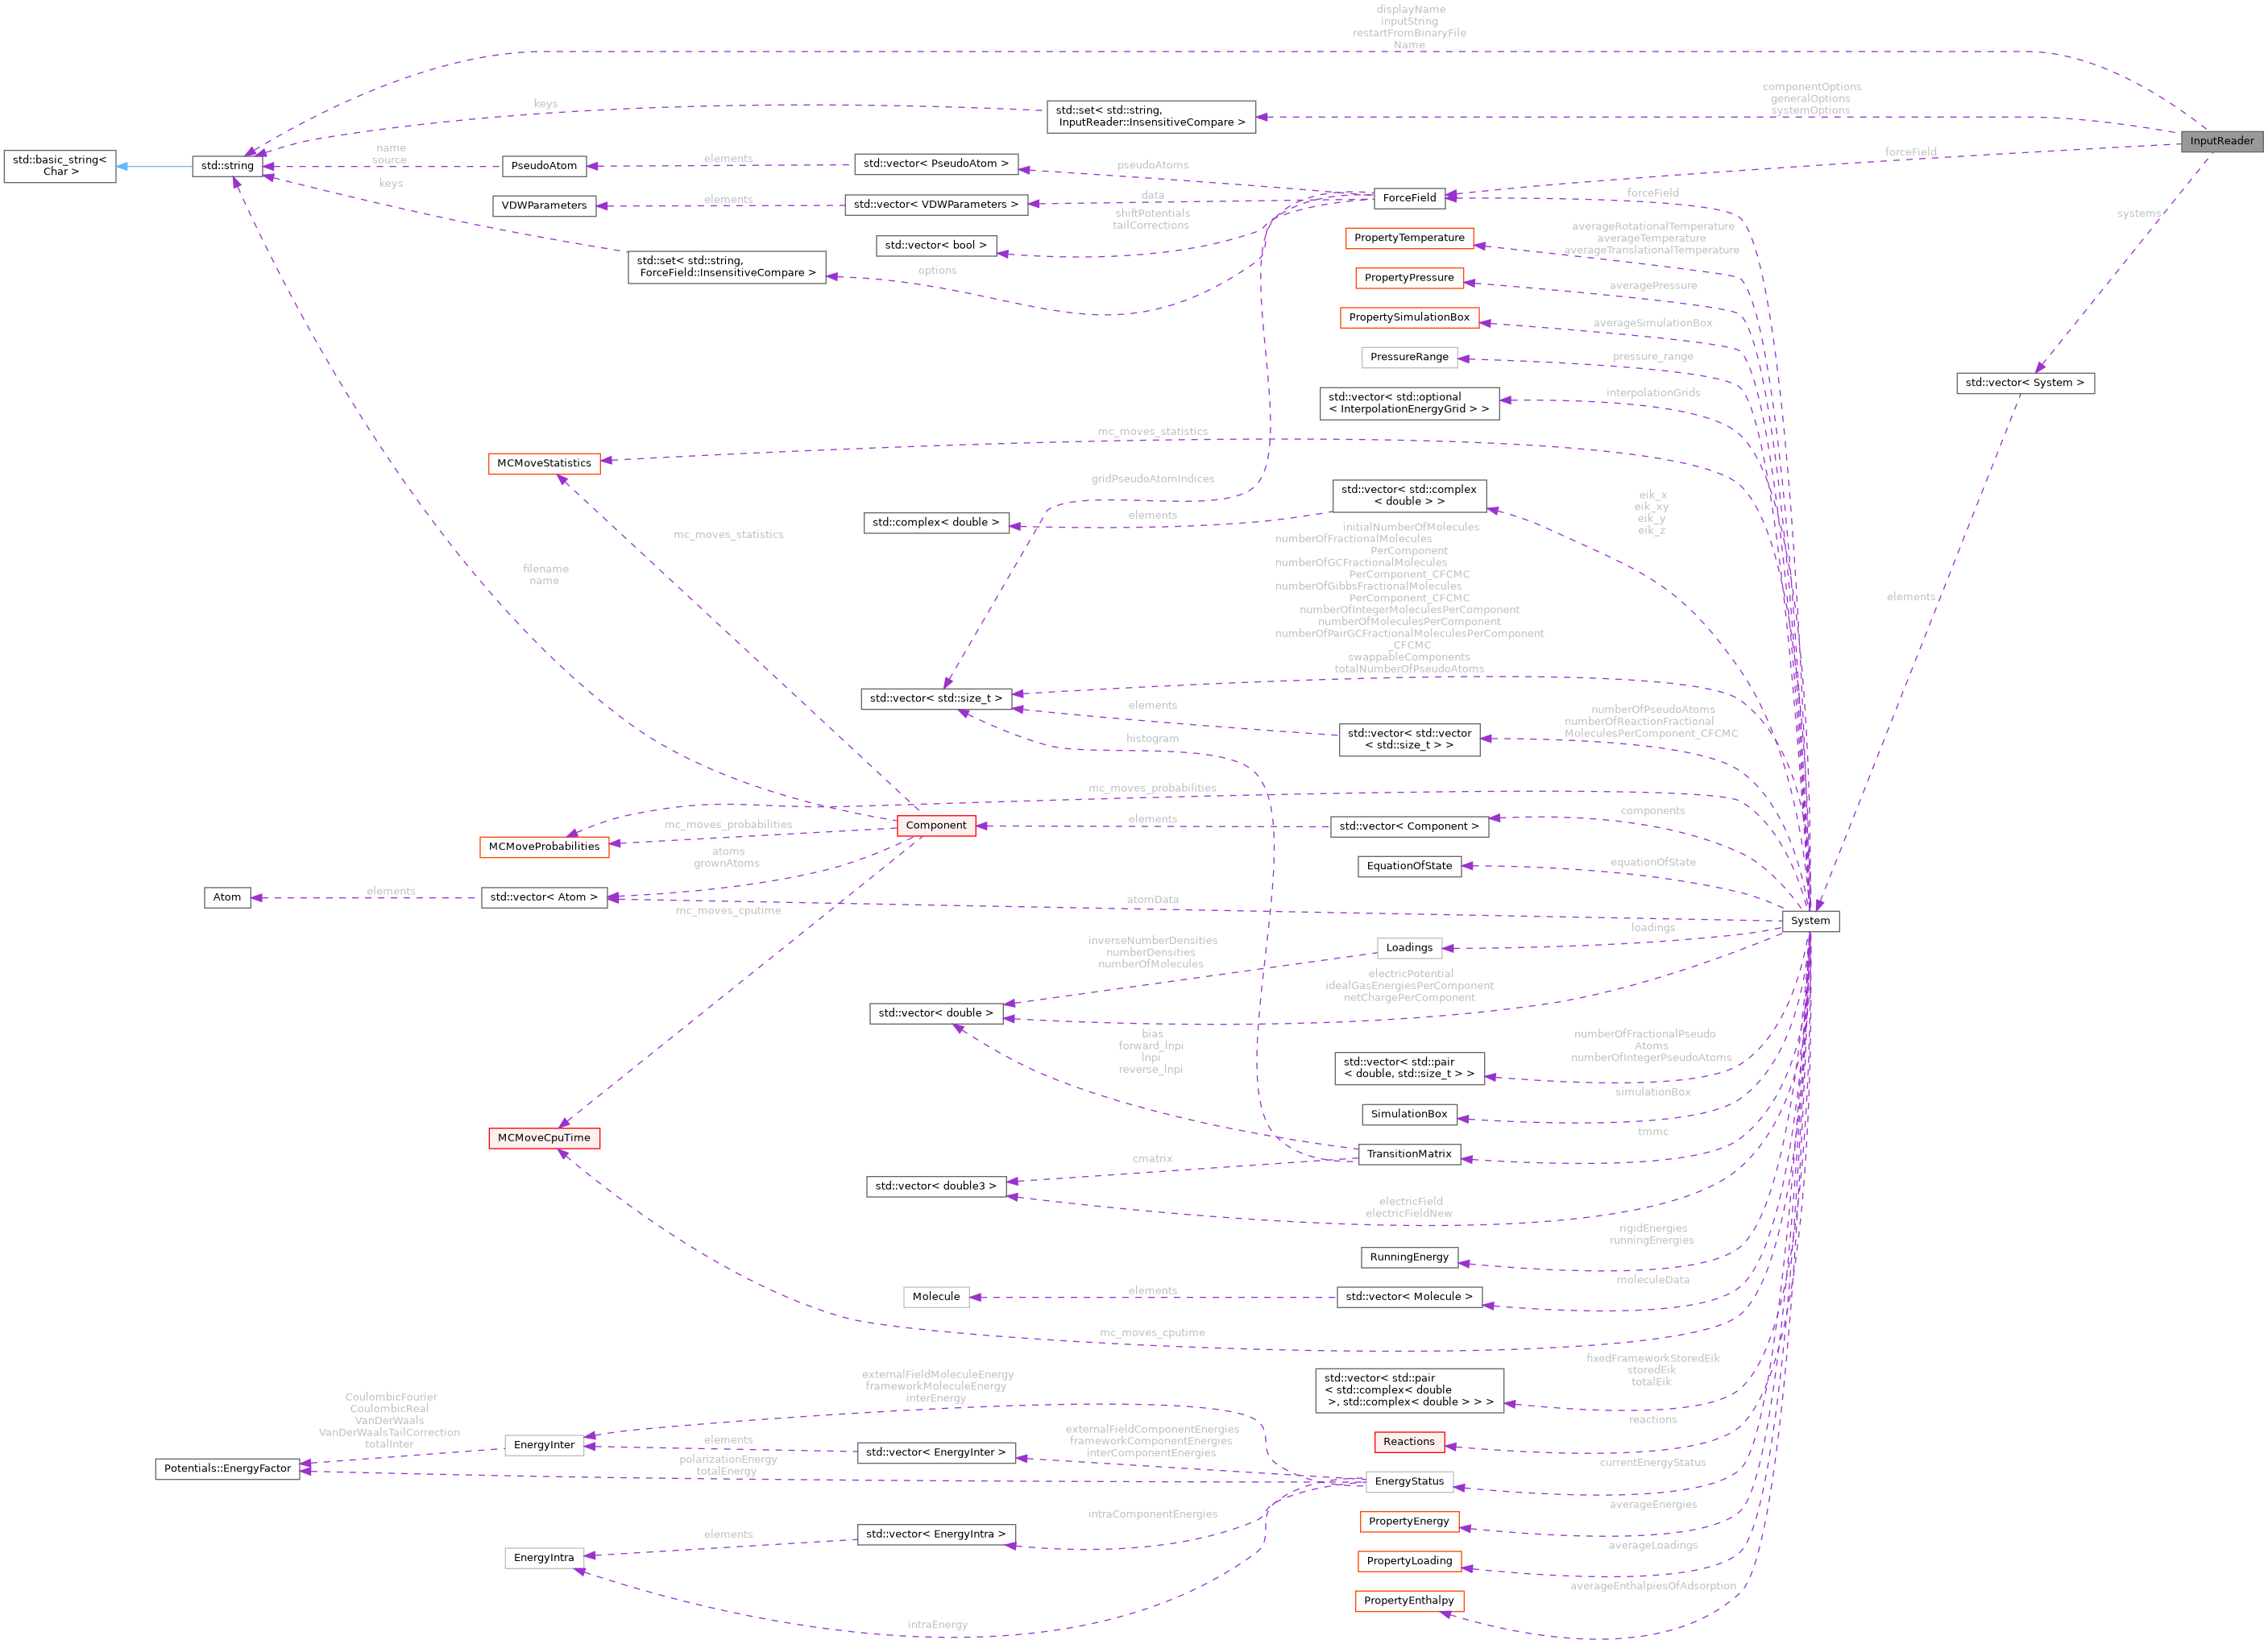 displayName
inputString
restartFromBinaryFile
Name
componentOptions
generalOptions
systemOptions
keys
std::set< std::string,
InputReader::InsensitiveCompare >
InputReader
name
source
std::basic_string<
Char >
std::string
PseudoAtom
elements
std::vector< PseudoAtom >
pseudoAtoms
forceField
keys
VDWParameters
elements
std::vector< VDWParameters >
data
ForceField
forceField
shiftPotentials
tailCorrections
systems
std::vector< bool >
PropertyTemperature
averageRotationalTemperature
averageTemperature
averageTranslationalTemperature
std::set< std::string,
ForceField::InsensitiveCompare >
options
PropertyPressure
averagePressure
PropertySimulationBox
averageSimulationBox
PressureRange
pressure_range
std::vector< System >
std::vector< std::optional
< InterpolationEnergyGrid > >
interpolationGrids
mc_moves_statistics
MCMoveStatistics
gridPseudoAtomIndices
std::vector< std::complex
< double > >
eik_x
eik_xy
eik_y
eik_z
std::complex< double >
elements
mc_moves_statistics
initialNumberOfMolecules
numberOfFractionalMolecules
PerComponent
numberOfGCFractionalMolecules
PerComponent_CFCMC
numberOfGibbsFractionalMolecules
PerComponent_CFCMC
numberOfIntegerMoleculesPerComponent
numberOfMoleculesPerComponent
numberOfPairGCFractionalMoleculesPerComponent
_CFCMC
swappableComponents
totalNumberOfPseudoAtoms
filename
name
elements
std::vector< std::size_t >
elements
numberOfPseudoAtoms
numberOfReactionFractional
MoleculesPerComponent_CFCMC
std::vector< std::vector
< std::size_t > >
histogram
mc_moves_probabilities
components
Component
mc_moves_probabilities
elements
std::vector< Component >
MCMoveProbabilities
atoms
grownAtoms
EquationOfState
equationOfState
Atom
elements
std::vector< Atom >
mc_moves_cputime
atomData
System
loadings
inverseNumberDensities
numberDensities
numberOfMolecules
Loadings
electricPotential
idealGasEnergiesPerComponent
netChargePerComponent
std::vector< double >
bias
forward_lnpi
lnpi
reverse_lnpi
numberOfFractionalPseudo
Atoms
numberOfIntegerPseudoAtoms
std::vector< std::pair
< double, std::size_t > >
simulationBox
SimulationBox
MCMoveCpuTime
tmmc
TransitionMatrix
cmatrix
std::vector< double3 >
electricField
electricFieldNew
rigidEnergies
runningEnergies
RunningEnergy
Molecule
elements
std::vector< Molecule >
moleculeData
mc_moves_cputime
fixedFrameworkStoredEik
storedEik
totalEik
std::vector< std::pair
< std::complex< double
>, std::complex< double > > >
externalFieldMoleculeEnergy
frameworkMoleculeEnergy
interEnergy
CoulombicFourier
CoulombicReal
VanDerWaals
VanDerWaalsTailCorrection
totalInter
reactions
Reactions
EnergyInter
elements
std::vector< EnergyInter >
externalFieldComponentEnergies
frameworkComponentEnergies
interComponentEnergies
currentEnergyStatus
Potentials::EnergyFactor
polarizationEnergy
totalEnergy
EnergyStatus
intraComponentEnergies
averageEnergies
PropertyEnergy
std::vector< EnergyIntra >
elements
EnergyIntra
averageLoadings
PropertyLoading
averageEnthalpiesOfAdsorption
PropertyEnthalpy
intraEnergy